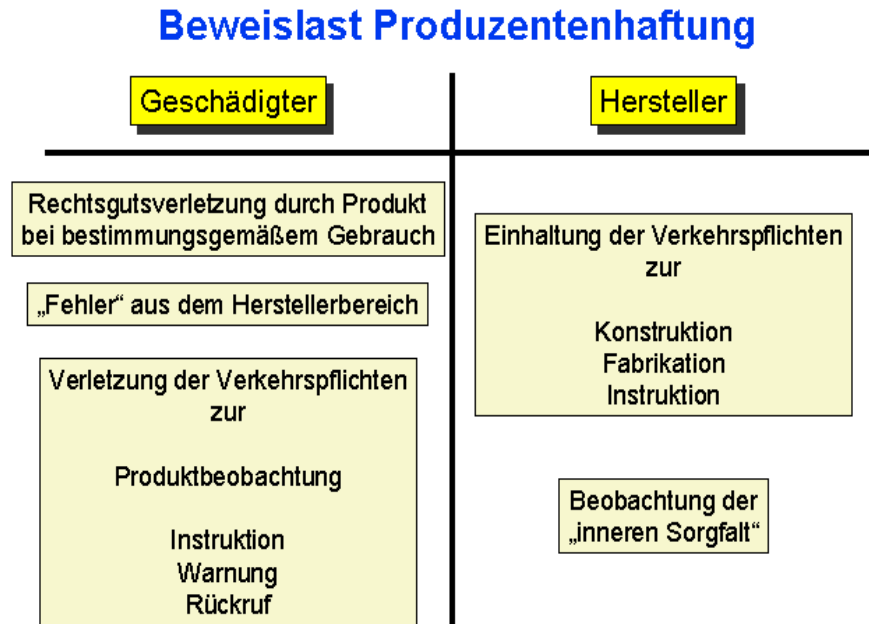 Beweislast Produzentenhaftung
Geschädigter
Rechtsgutsverletzung durch Produkt
bei bestimmungsgemäßem Gebrauch
„Fehler“ aus dem Herstellerbereich
Verletzung der Verkehrspflichten
zur
Produktbeobachtung
Instruktion
Warnung
Rückruf
Hersteller
Einhaltung der Verkehrspflichten
zur
Konstruktion
Fabrikation
Instruktion
Beobachtung der
„inneren Sorgfalt“